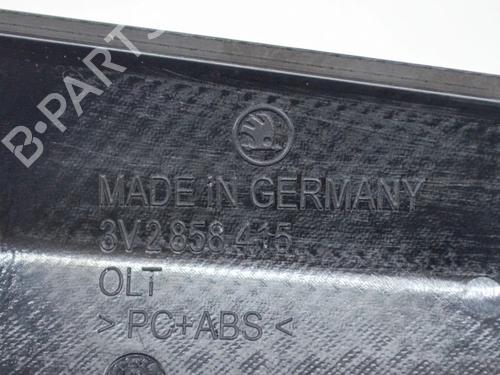 B-PARTS
MADE IN GERMANY
3V2 858 415
OLT
> PC+ABS <